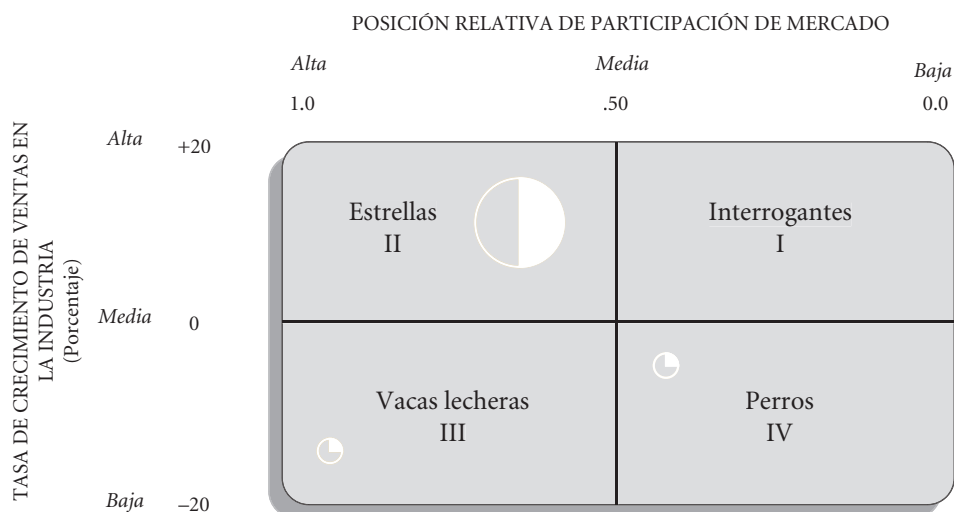 POSICIÓN RELATIVA DE PARTICIPACIÓN DE MERCADO
Alta
Media
Baja
1.0
.50
0.0
TASA DE CRECIMIENTO DE VENTAS EN
LA INDUSTRIA
(Porcentaje)
Alta
+20
Estrellas
II
Interrogantes
I
Media
0
Vacas lecheras
III
Perros
IV
Baja
–20